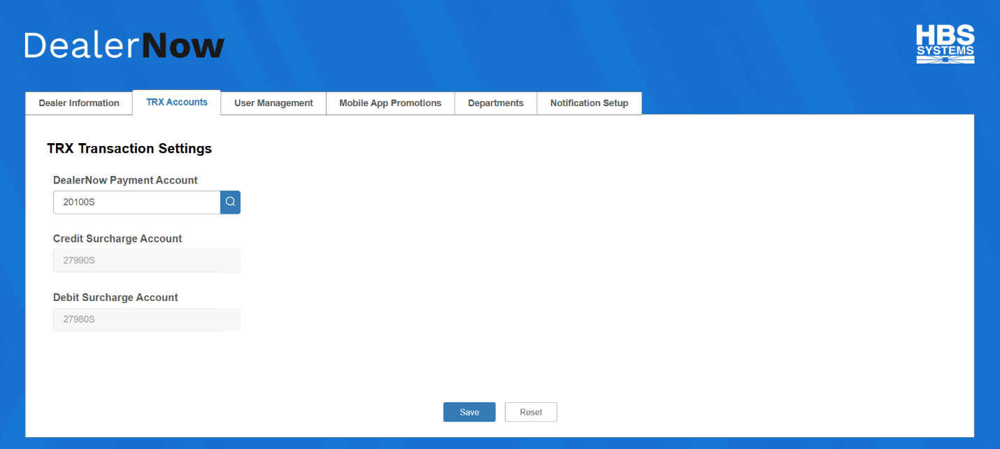 DealerNow
HBS
SYSTEMS
Dealer Information TRX Accounts User Management Mobile App Promotions Departments Notification Setup
TRX Transaction Settings
DealerNow Payment Account
20100S
Credit Surcharge Account
27990S
Debit Surcharge Account
27980S
Save Reset